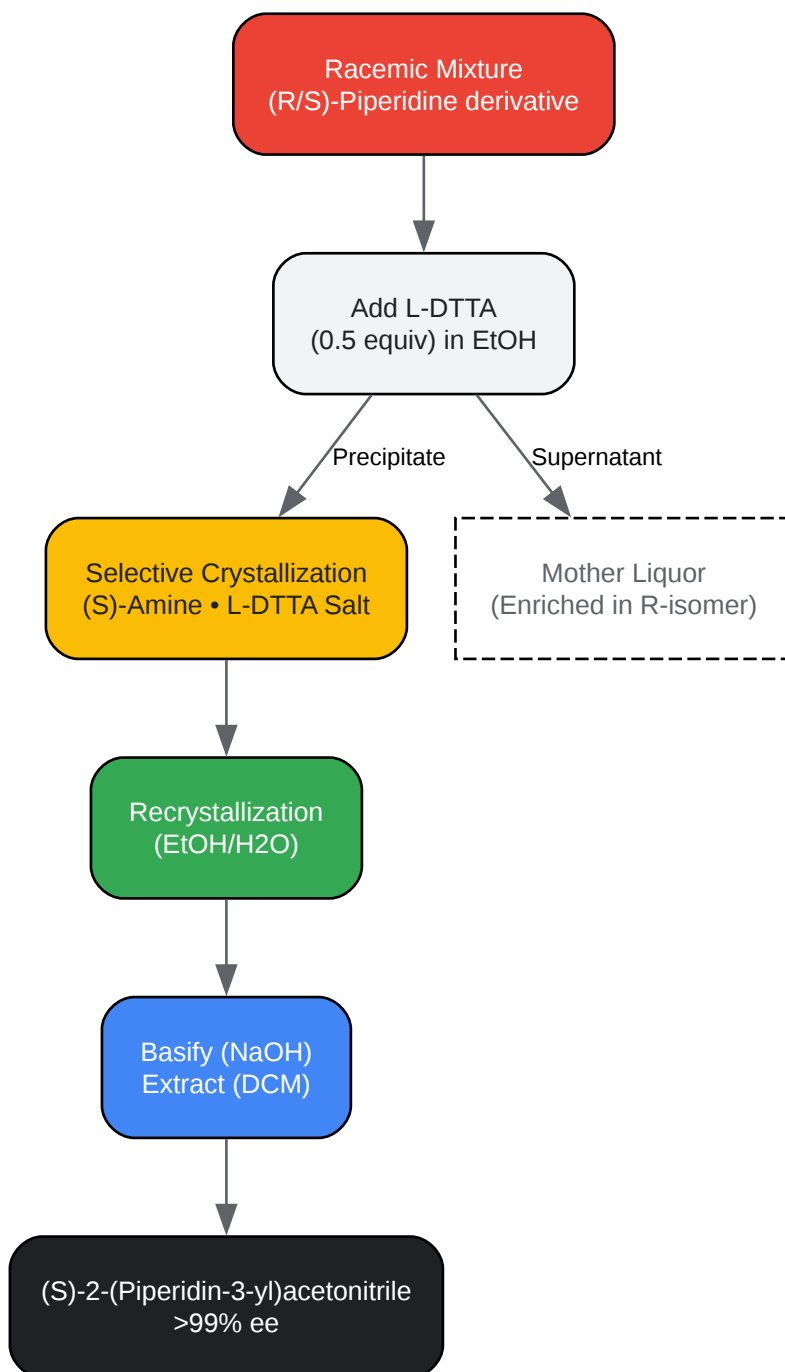 Racemic Mixture
(R/S)-Piperidine derivative
Add L-DTTA
(0.5 equiv) in EtOH
Precipitate
Supernatant
Selective Crystallization
(S)-Amine • L-DTTA Salt
Mother Liquor
(Enriched in R-isomer)
Recrystallization
(EtOH/H2O)
Basify (NaOH)
Extract (DCM)
(S)-2-(Piperidin-3-yl)acetonitrile
>99% ee